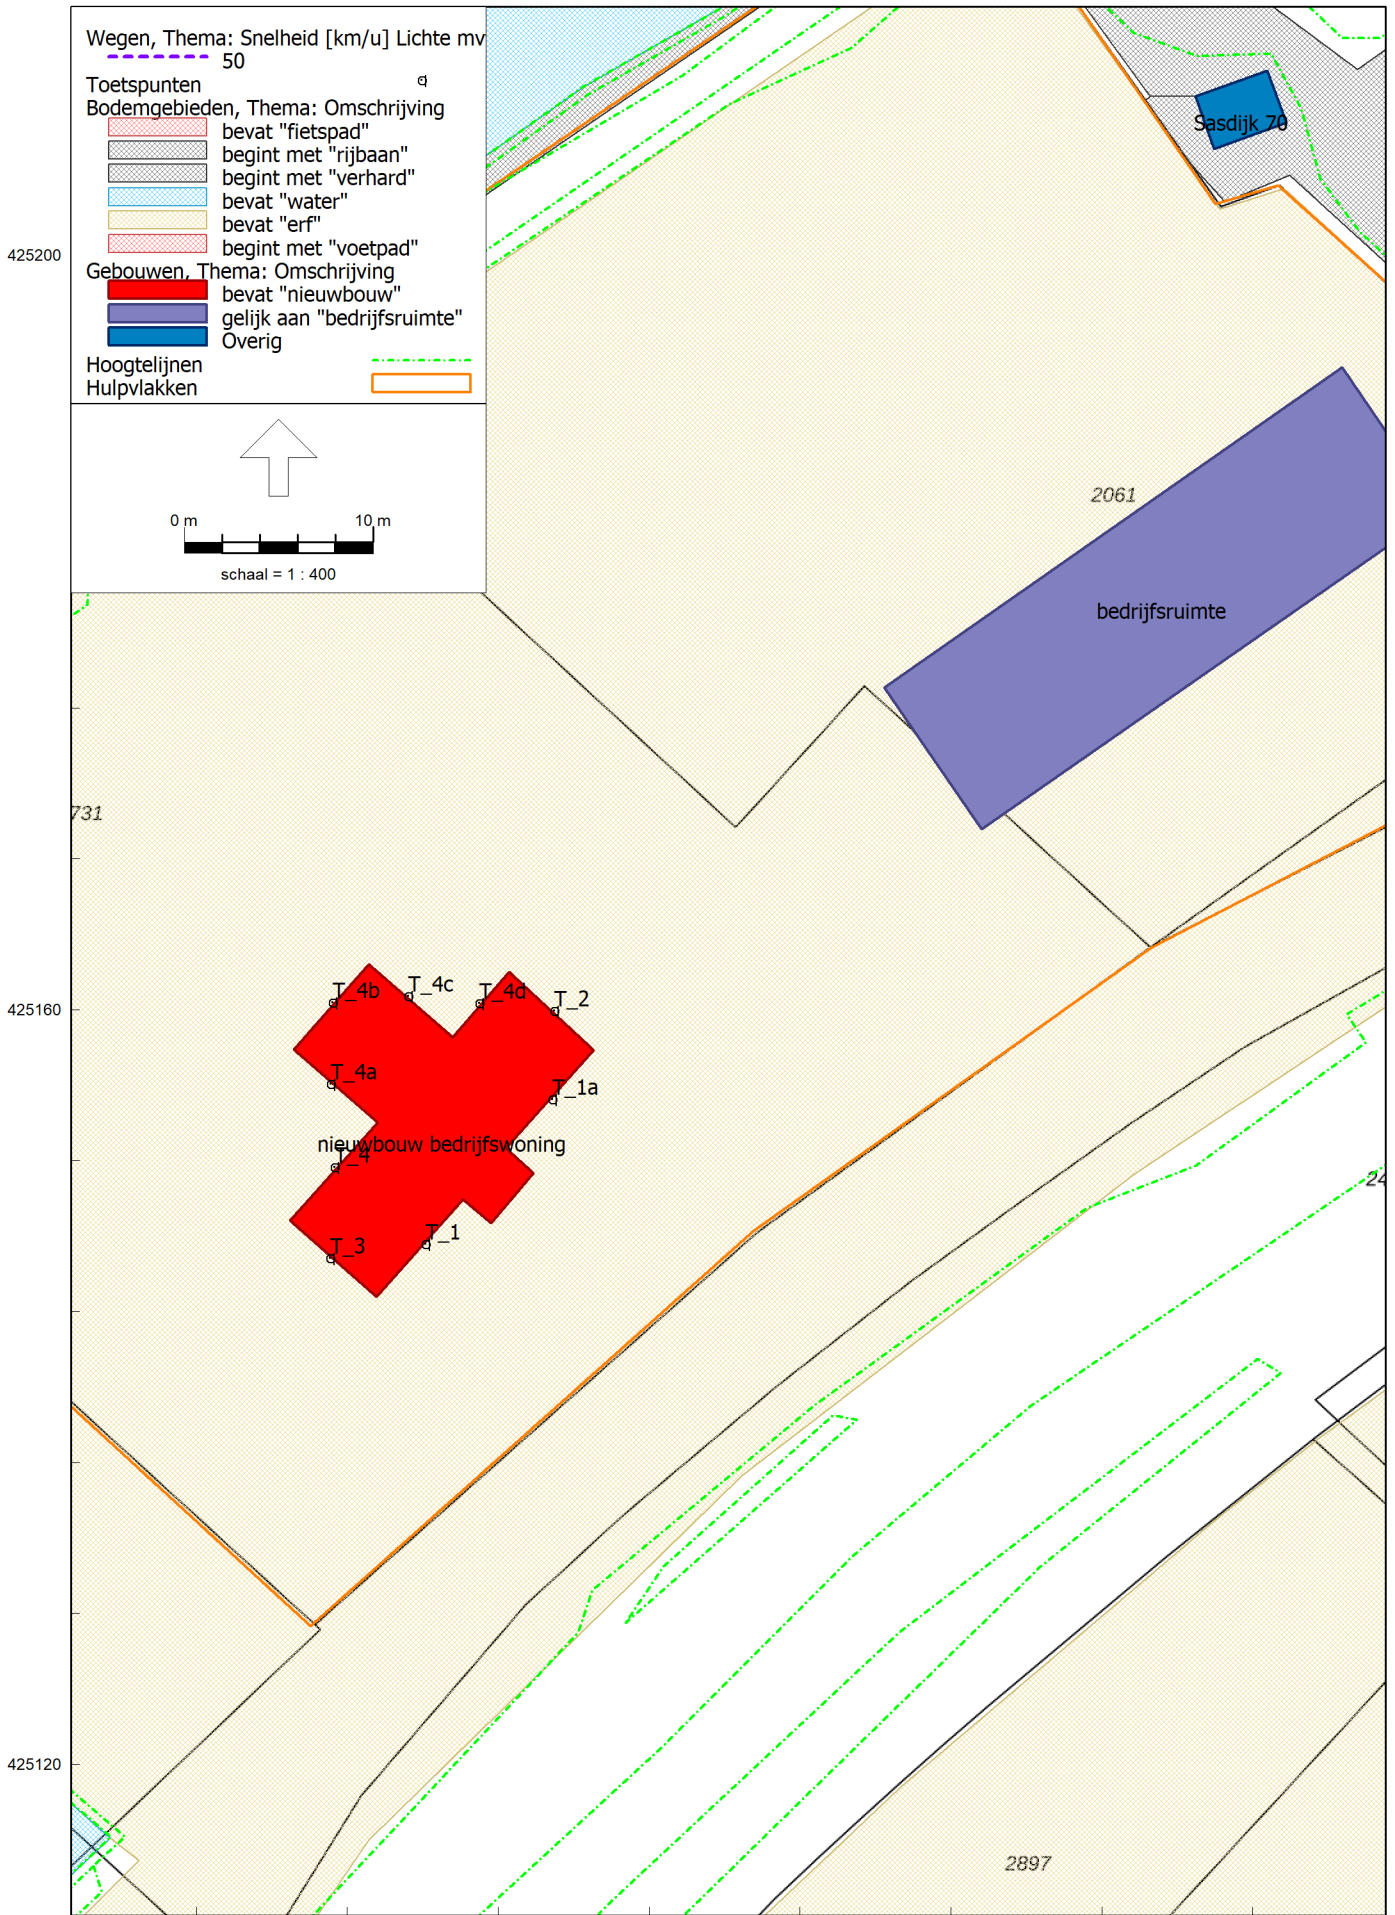 Wegen, Thema: Snelheid [km/u] Lichte mv
50
Toetspunten
Bodemgebieden, Thema: Omschrijving
bevat "fietspad"
begint met "rijbaan"
begint met "verhard"
bevat "water"
bevat "erf"
begint met "voetpad"
Gebouwen, Thema: Omschrijving
bevat "nieuwbouw"
gelijk aan "bedrijfsruimte"
Overig
Hoogtelijnen
Hulpvlakken
0 m 10 m
schaal = 1 : 400
Sasdijk 70
425200
2061
bedrijfsruimte
731
T_4b
T_4c
T_4d
T_2
425160
T_4a
T_1a
nieuwbouw bedrijfswoning
T_4
24
T_1
T_3
425120
2897